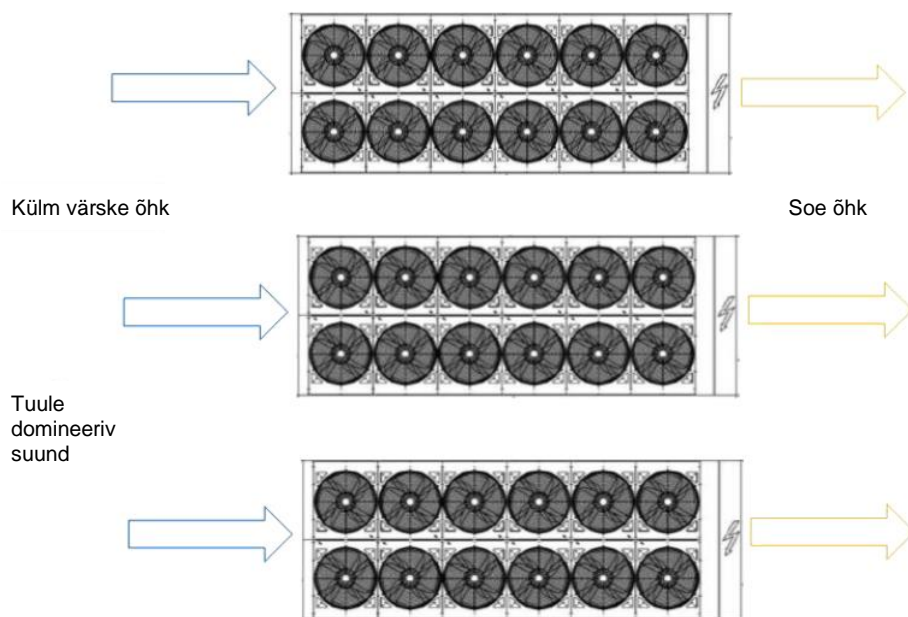 Külm värske õhk
Soe õhk
Tuule
domineeriv
suund